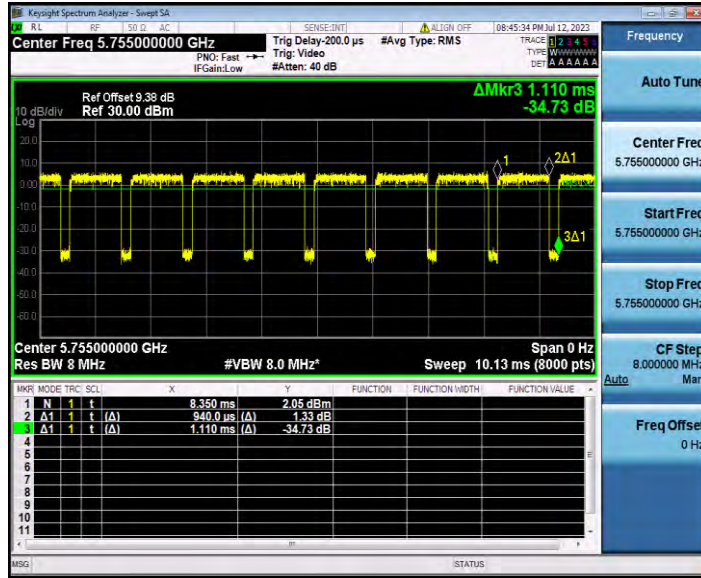 Keysight Spectrum Analyzer - Swept SA
RL RF 50 Ω AC SENSE:INT ALIGN OFF 08:45:34 PM Jul 12, 2023
Center Freq 5.755000000 GHz
PNO: Fast
IFGain:Low
Trig Delay-200.0 µs
Trig: Video
#Atten: 40 dB
#Avg Type: RMS
TRACE 1 2 3 4 5 6
TYPE W
DET A A A A A A
ΔMkr3 1.110 ms
-34.73 dB
Ref Offset 9.38 dB
10 dB/div Ref 30.00 dBm
Log
20.0
10.0
0.00
-10.0
-20.0
-30.0
-40.0
-50.0
-60.0
1
2Δ1
3Δ1
Center 5.755000000 GHz Span 0 Hz
Res BW 8 MHz #VBW 8.0 MHz* Sweep 10.13 ms (8000 pts)
MKR MODE TRC SCL X Y FUNCTION FUNCTION WIDTH FUNCTION VALUE
1 N 1 t 8.350 ms 2.05 dBm
2 Δ1 1 t (Δ) 940.0 µs (Δ) 1.33 dB
3 Δ1 1 t (Δ) 1.110 ms (Δ) -34.73 dB
4
5
6
7
8
9
10
11
MSG STATUS
Frequency
Auto Tune
Center Freq
5.755000000 GHz
Start Freq
5.755000000 GHz
Stop Freq
5.755000000 GHz
CF Step
8.000000 MHz
Auto Man
Freq Offset
0 Hz